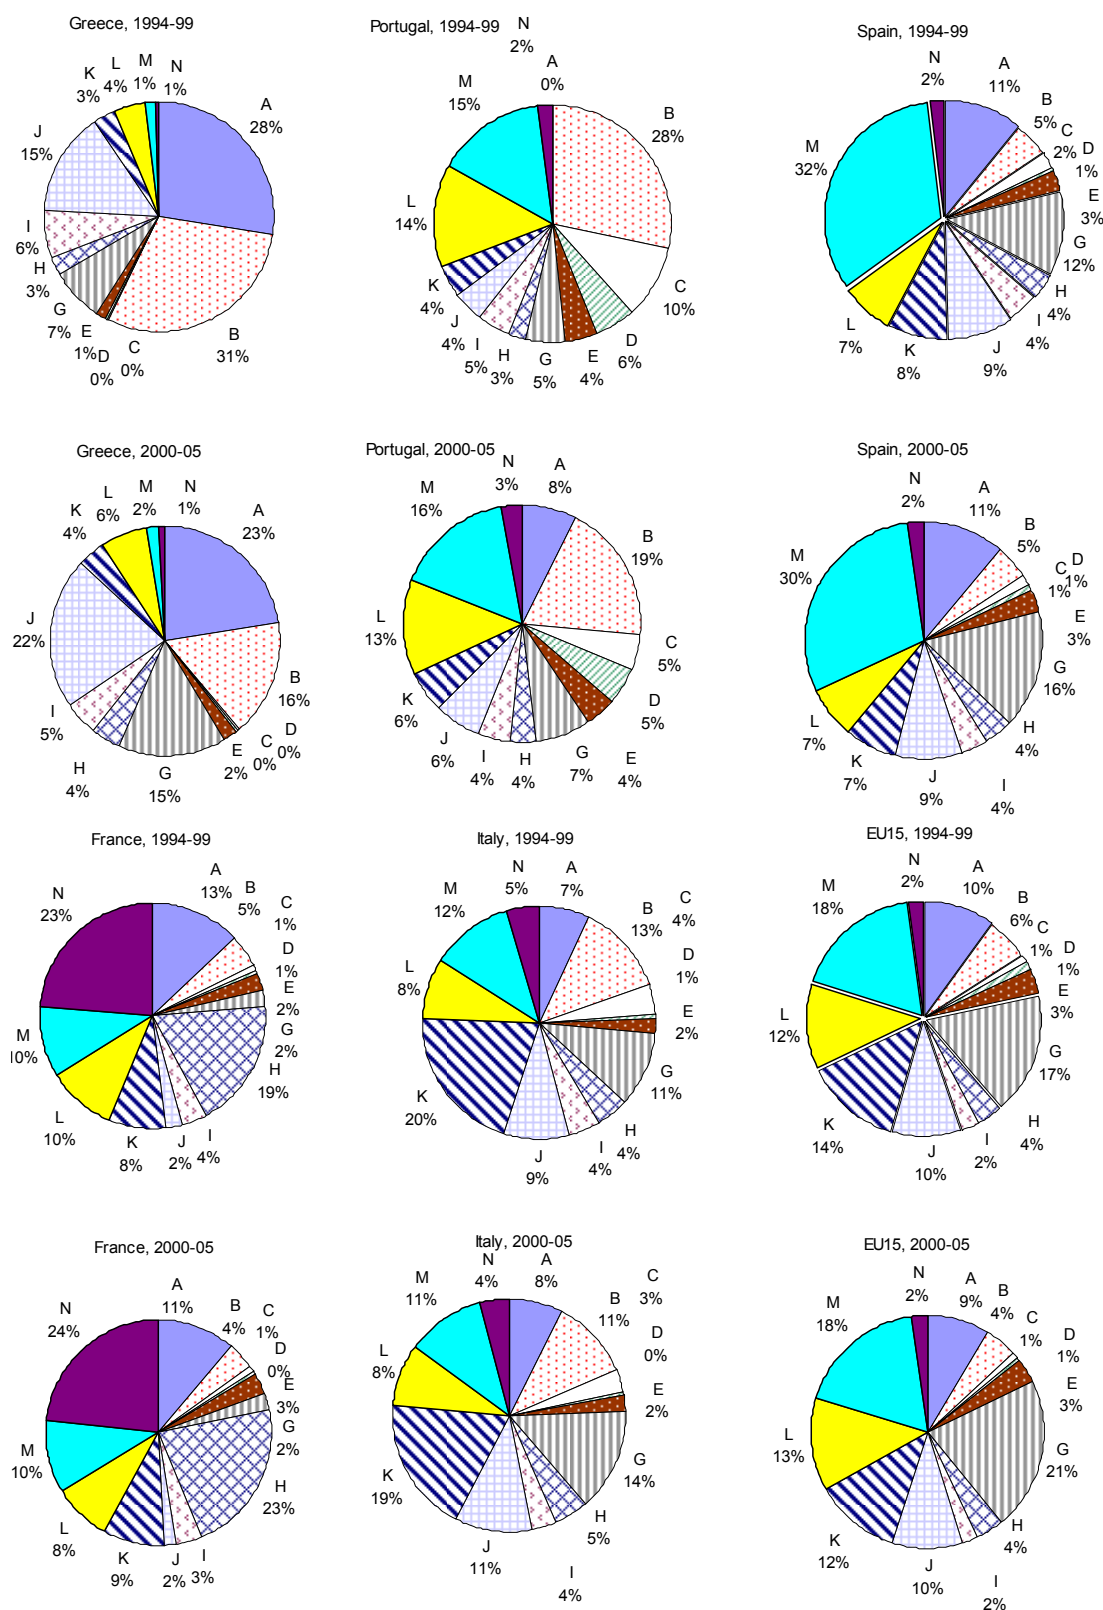 Greece, 1994-99
A
28%
B
31%
C
0%
D
0%
E
1%
G
7%
H
3%
I
6%
J
15%
K
3%
L
4%
M
1%
N
1%
Portugal, 1994-99
A
0%
B
28%
C
10%
D
6%
E
4%
G
5%
H
3%
I
5%
J
4%
K
4%
L
14%
M
15%
N
2%
Spain, 1994-99
A
11%
B
5%
C
2%
D
1%
E
3%
G
12%
H
4%
I
4%
J
9%
K
8%
L
7%
M
32%
N
2%
Greece, 2000-05
A
23%
B
16%
C
0%
D
0%
E
2%
G
15%
H
4%
I
5%
J
22%
K
4%
L
6%
M
2%
N
1%
Portugal, 2000-05
A
8%
B
19%
C
5%
D
5%
E
4%
G
7%
H
4%
I
4%
J
6%
K
6%
L
13%
M
16%
N
3%
Spain, 2000-05
A
11%
B
5%
C
1%
D
1%
E
3%
G
16%
H
4%
I
4%
J
9%
K
7%
L
7%
M
30%
N
2%
France, 1994-99
A
13%
B
5%
C
1%
D
1%
E
2%
G
2%
H
19%
I
4%
J
2%
K
8%
L
10%
M
10%
N
23%
Italy, 1994-99
A
7%
B
13%
C
4%
D
1%
E
2%
G
11%
H
4%
I
4%
J
9%
K
20%
L
8%
M
12%
N
5%
EU15, 1994-99
A
10%
B
6%
C
1%
D
1%
E
3%
G
17%
H
4%
I
2%
J
10%
K
14%
L
12%
M
18%
N
2%
France, 2000-05
A
11%
B
4%
C
1%
D
0%
E
3%
G
2%
H
23%
I
3%
J
2%
K
9%
L
8%
M
10%
N
24%
Italy, 2000-05
A
8%
B
11%
C
3%
D
0%
E
2%
G
14%
H
5%
I
4%
J
11%
K
19%
L
8%
M
11%
N
4%
EU15, 2000-05
A
9%
B
4%
C
1%
D
1%
E
3%
G
21%
H
4%
I
2%
J
10%
K
12%
L
13%
M
18%
N
2%